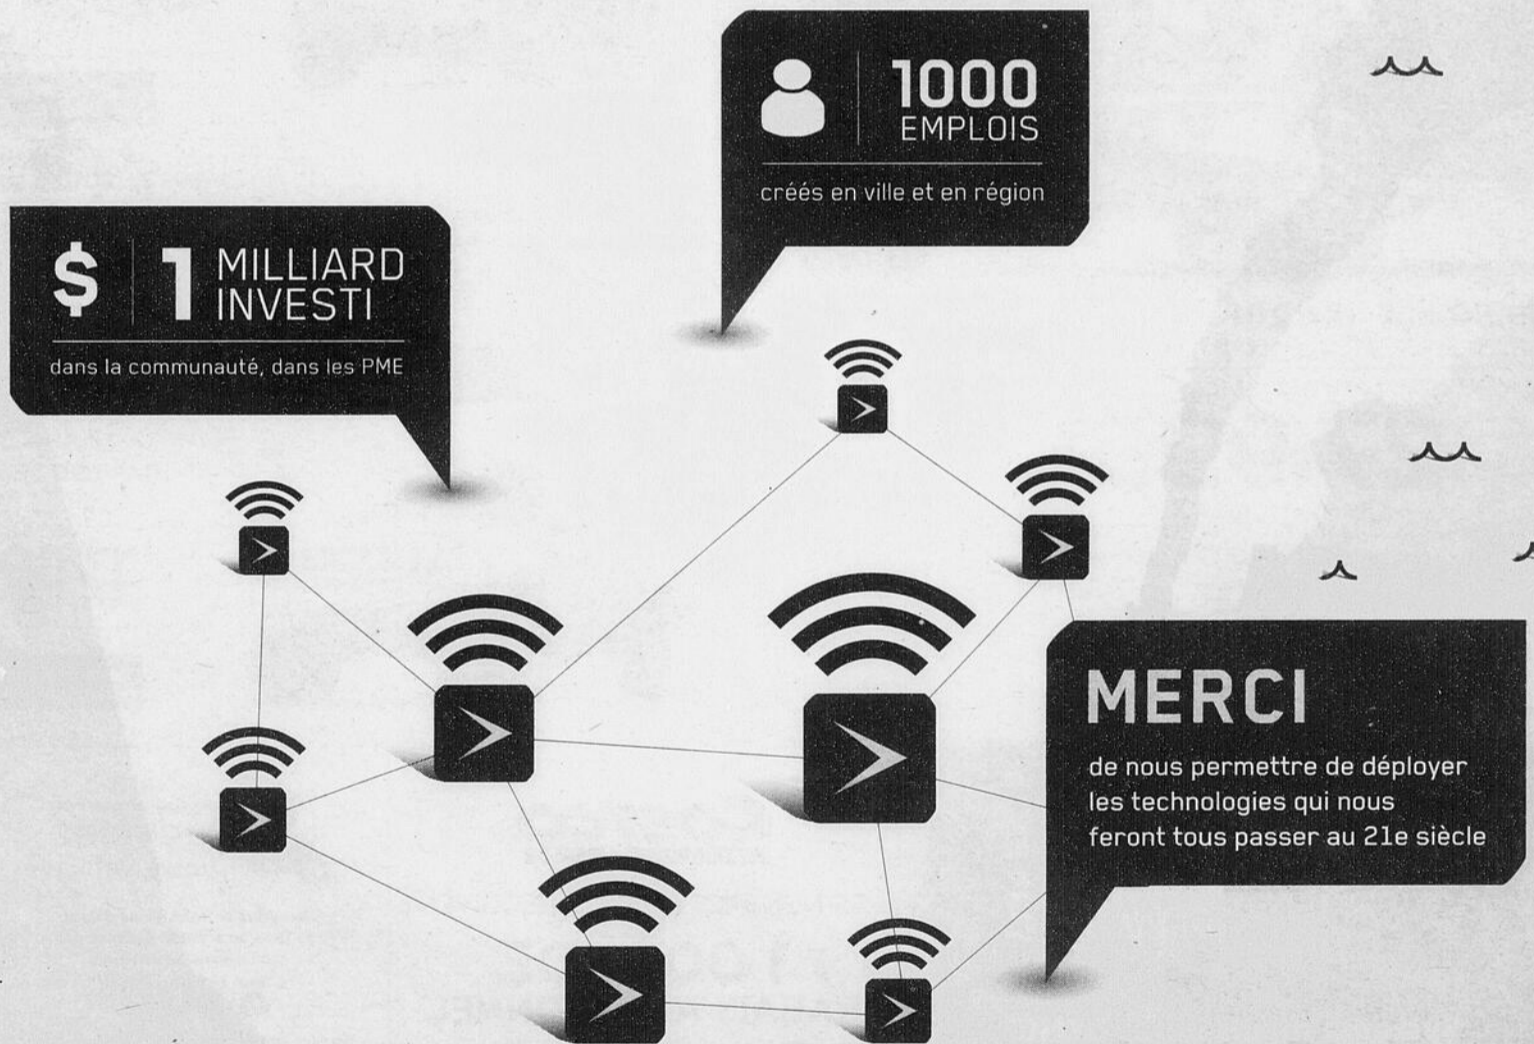 1000
EMPLOIS
créés en ville et en région
$ 1 MILLIARD
INVESTI
dans la communauté, dans les PME
MERCI
de nous permettre de déployer
les technologies qui nous
feront tous passer au 21e siècle